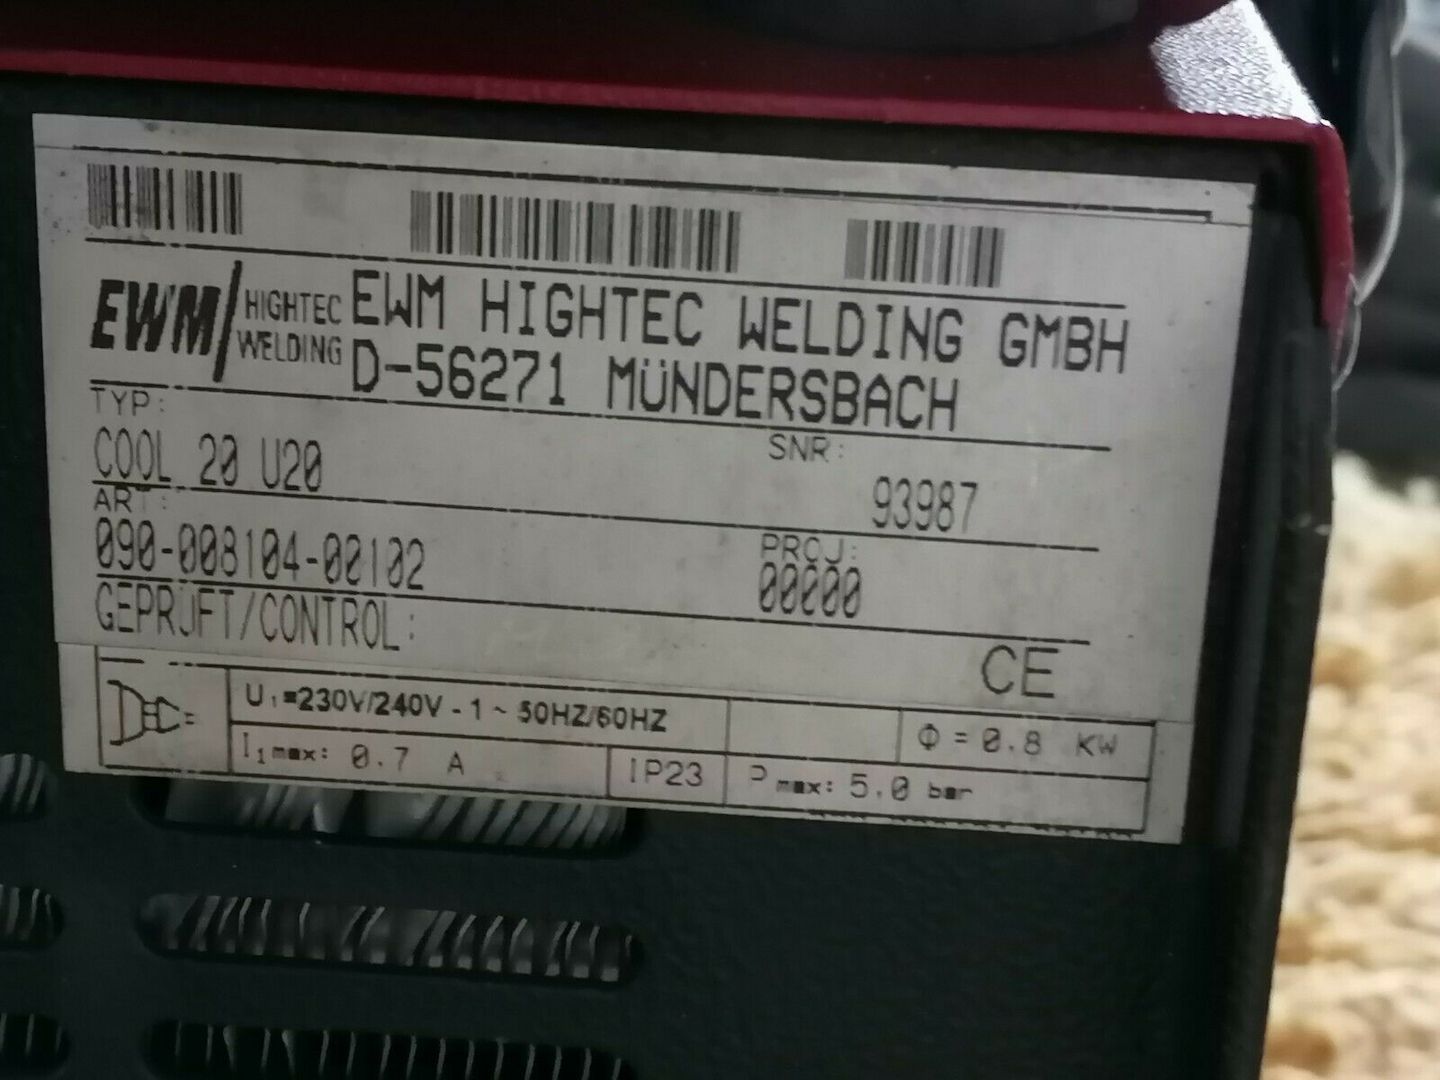 EWM/HIGHTEC WELDING
EWM HIGHTEC WELDING GMBH
D-56271 MÜNDERSBACH
TYP:
COOL 20 U20
SNR:
93987
ART:
090-008104-00102
PROJ:
00000
GEPRÜFT/CONTROL:
CE
U1=230V/240V - 1 ~ 50HZ/60HZ
Φ = 0.8 KW
I1max: 0.7 A
IP23
P max: 5.0 bar